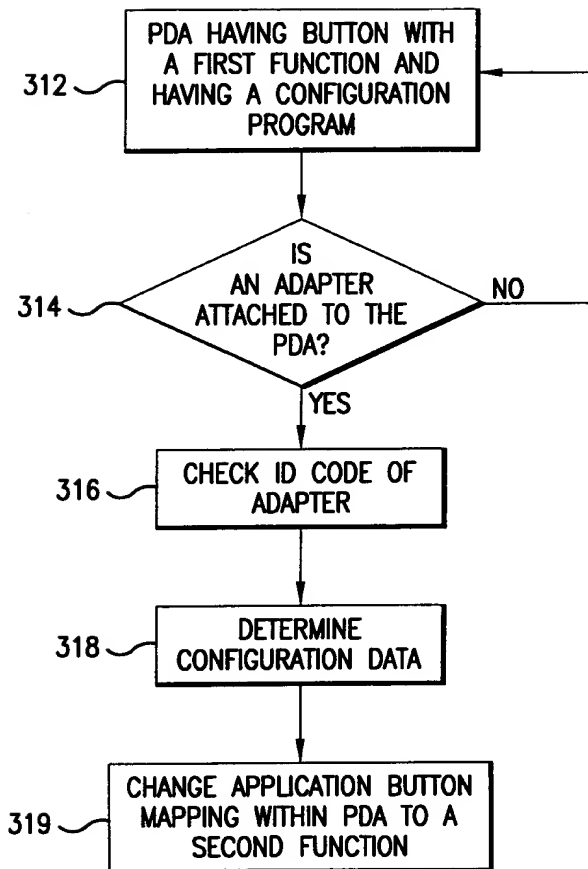 PDA HAVING BUTTON WITH
A FIRST FUNCTION AND
HAVING A CONFIGURATION
PROGRAM
312
IS
AN ADAPTER
ATTACHED TO THE
PDA?
314
NO
YES
CHECK ID CODE OF
ADAPTER
316
DETERMINE
CONFIGURATION DATA
318
CHANGE APPLICATION BUTTON
MAPPING WITHIN PDA TO A
SECOND FUNCTION
319